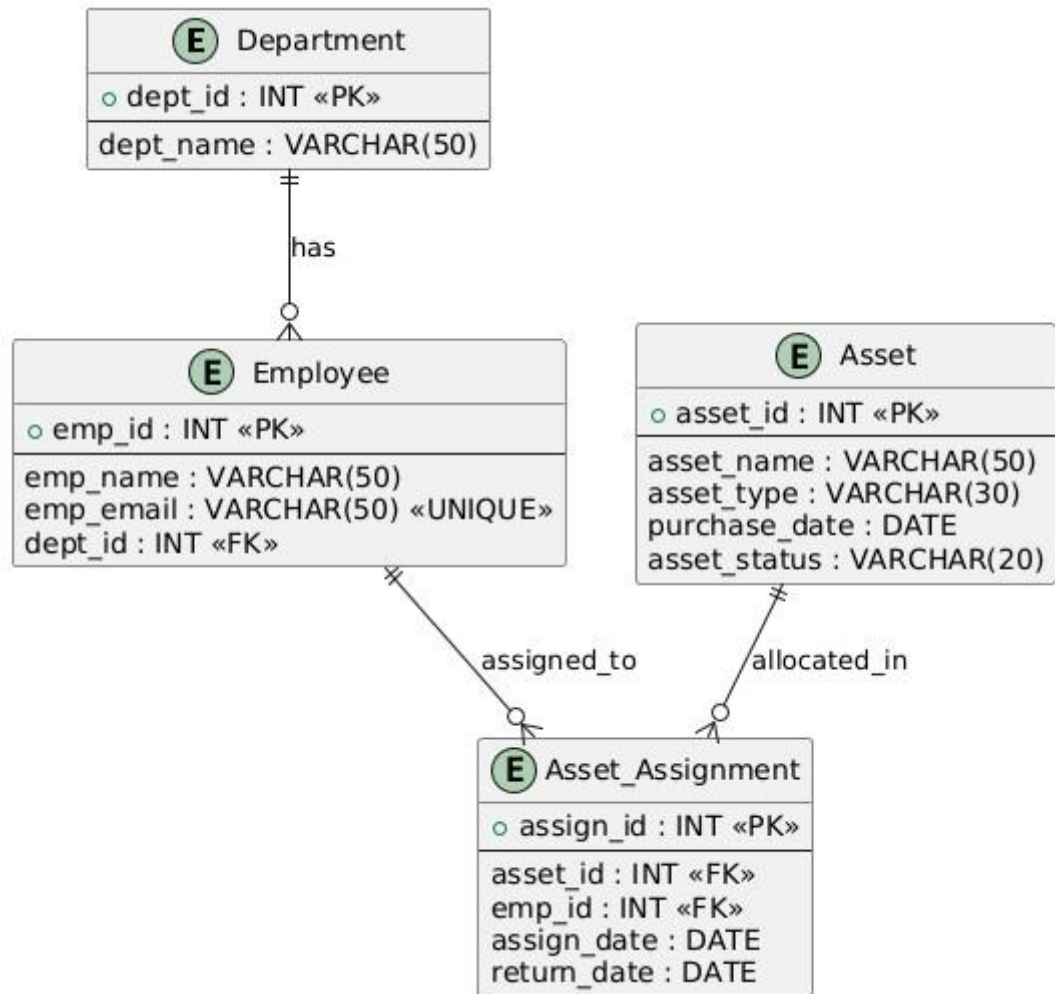 E Department
dept_id : INT «PK»
dept_name : VARCHAR(50)
has
E Employee
emp_id : INT «PK»
emp_name : VARCHAR(50)
emp_email : VARCHAR(50) «UNIQUE»
dept_id : INT «FK»
E Asset
asset_id : INT «PK»
asset_name : VARCHAR(50)
asset_type : VARCHAR(30)
purchase_date : DATE
asset_status : VARCHAR(20)
assigned_to
allocated_in
E Asset_Assignment
assign_id : INT «PK»
asset_id : INT «FK»
emp_id : INT «FK»
assign_date : DATE
return_date : DATE